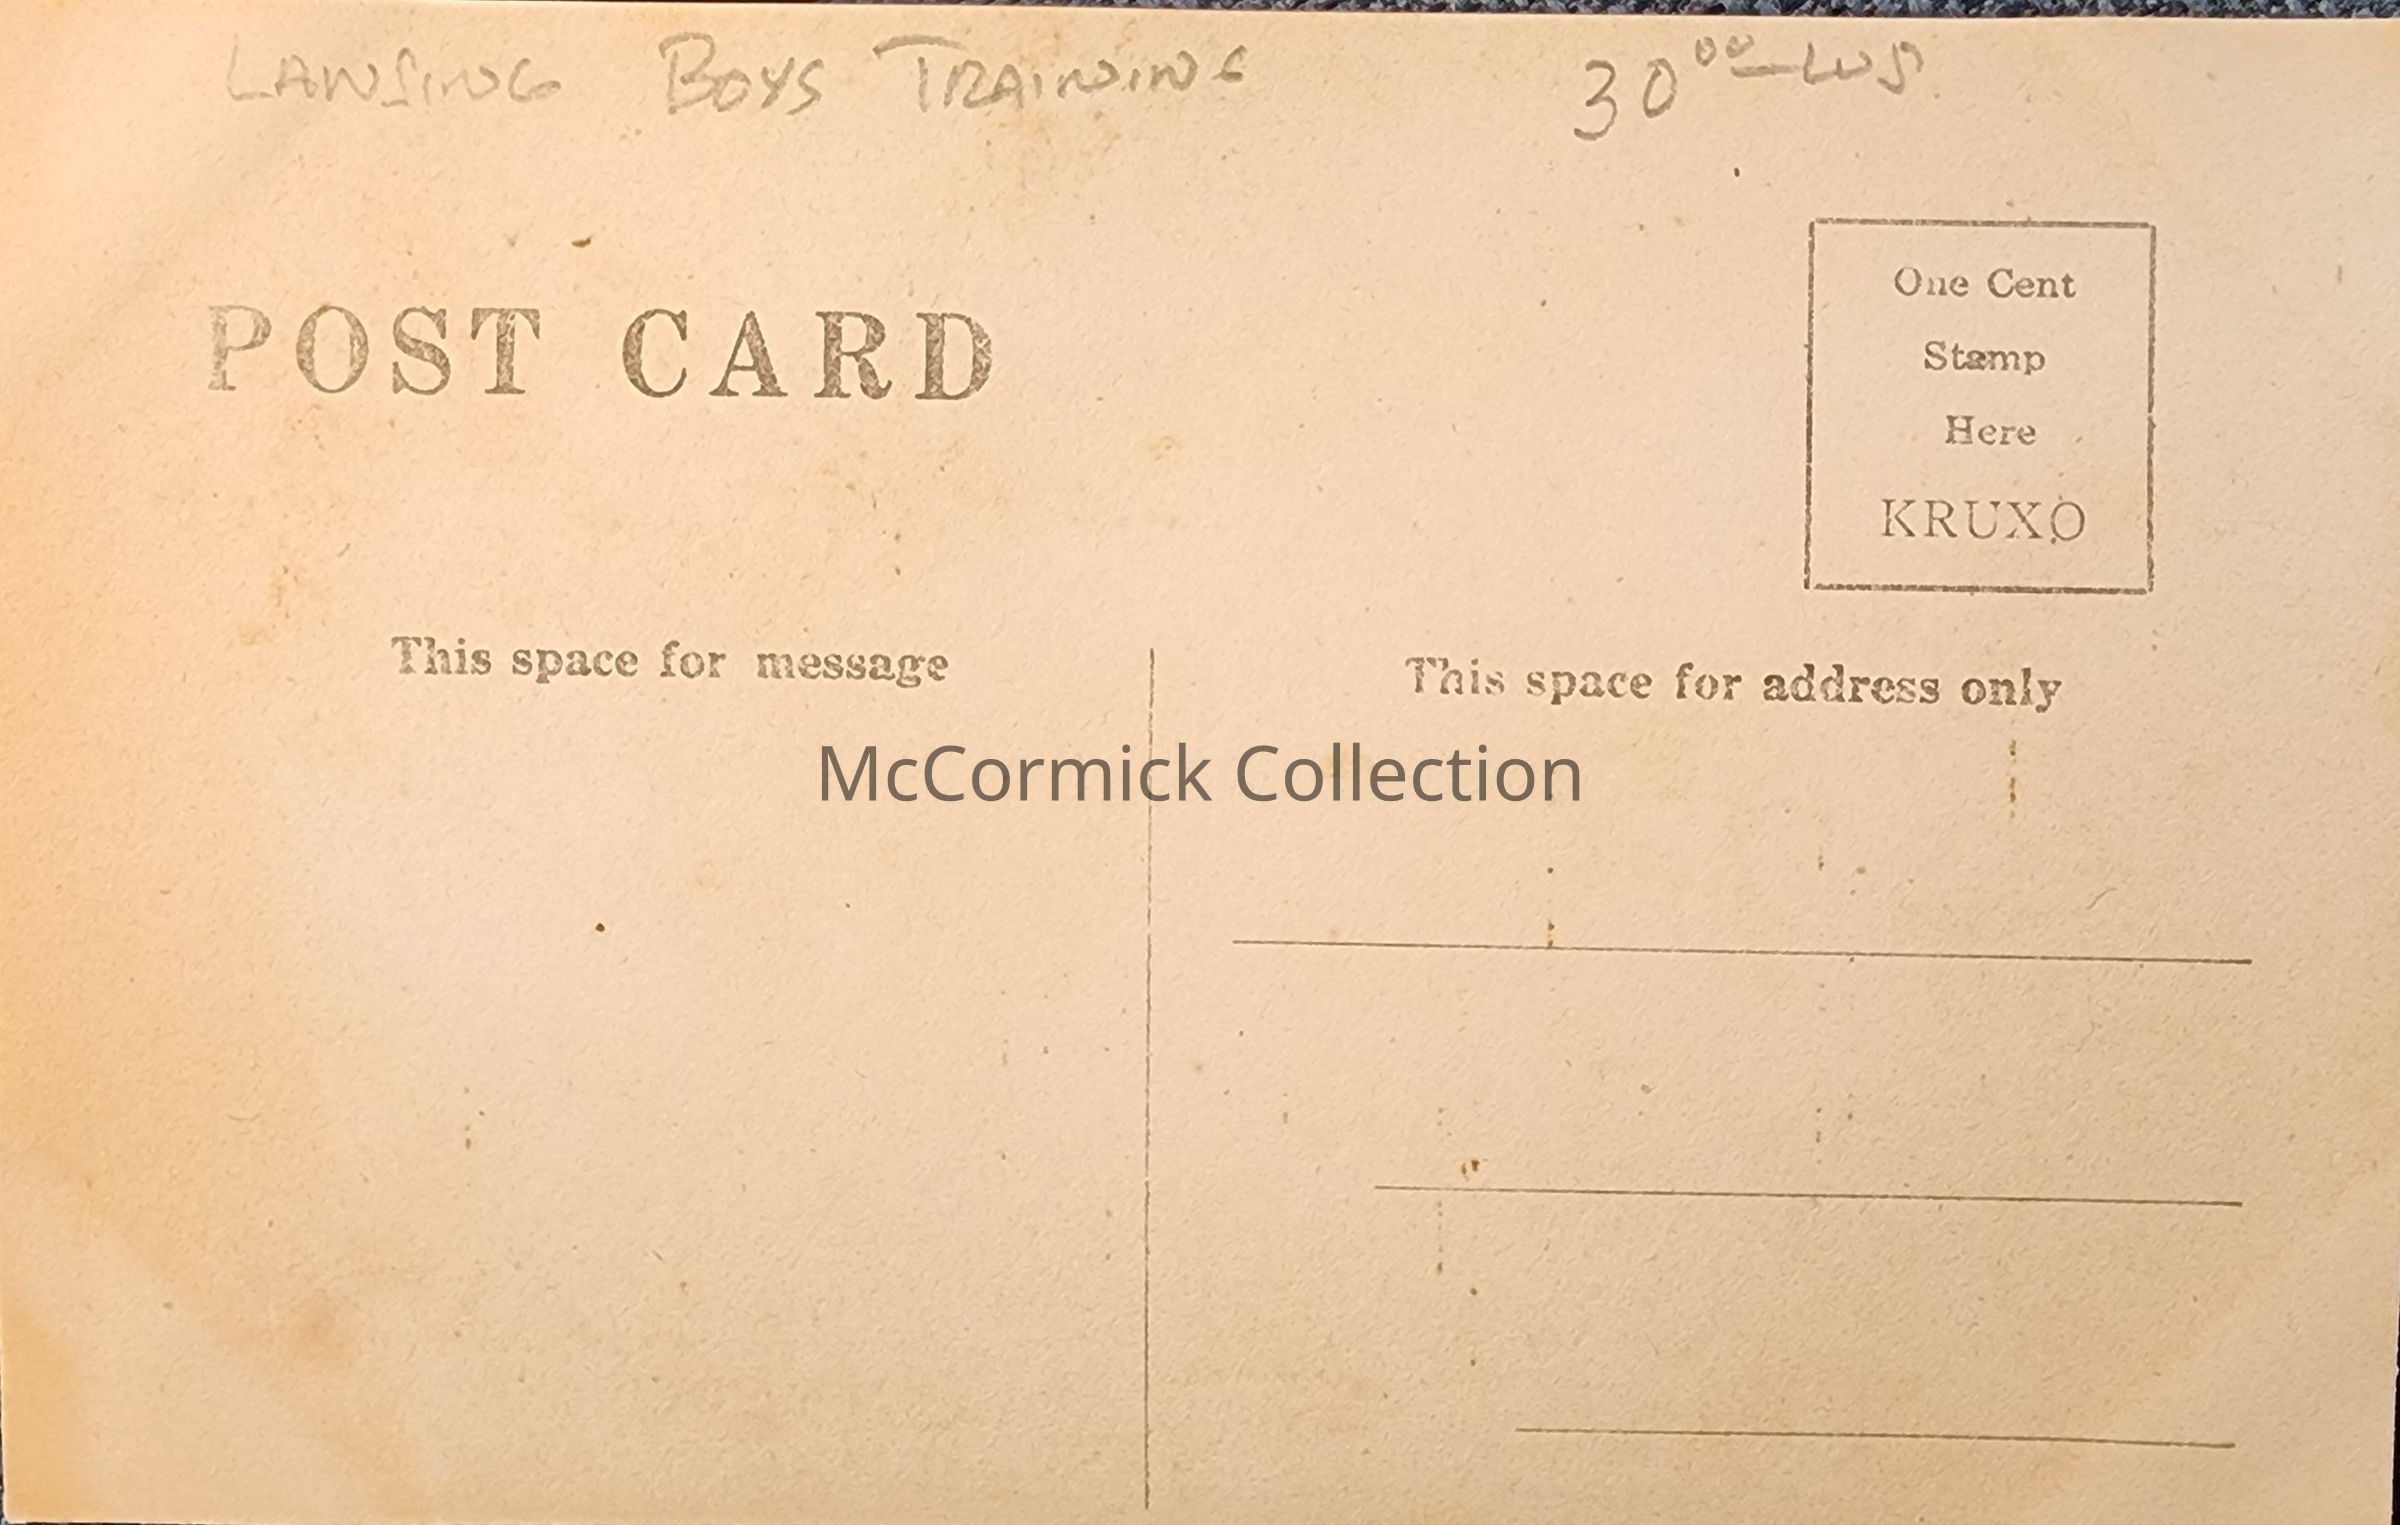 LANSING BOYS TRAINING 30⁰⁰
POST CARD
One Cent
Stamp
Here
KRUXO
This space for message
This space for address only
McCormick Collection